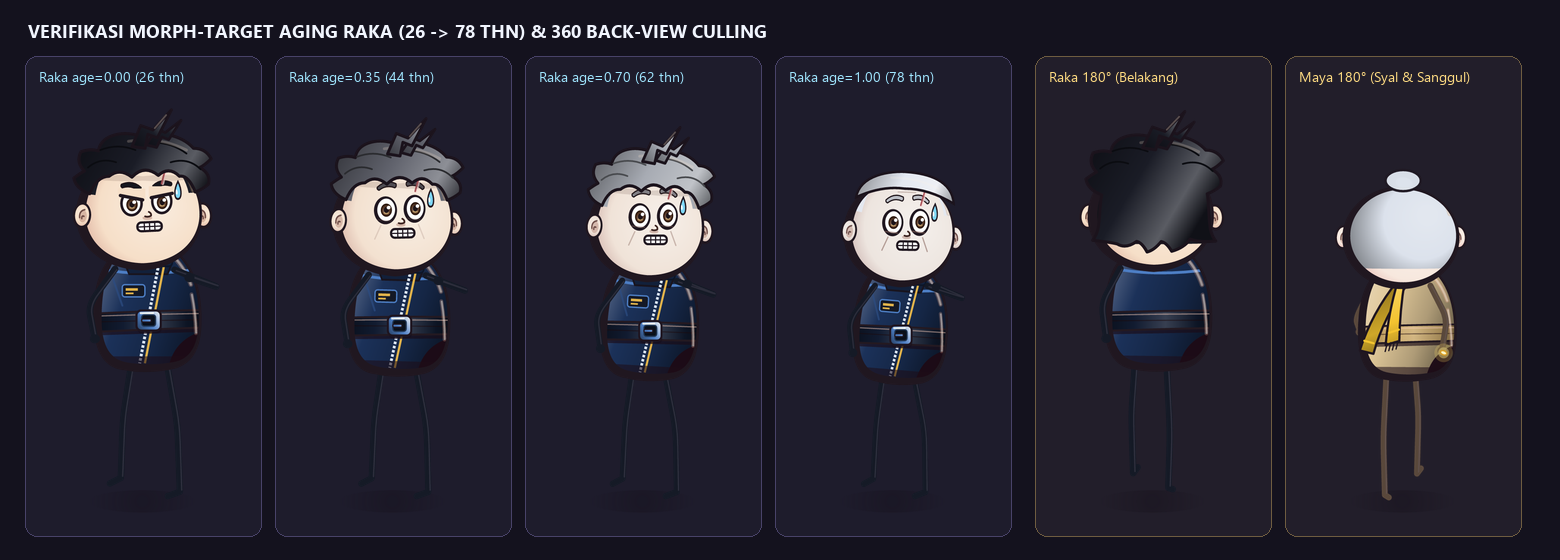 VERIFIKASI MORPH-TARGET AGING RAKA (26 -> 78 THN) & 360 BACK-VIEW CULLING
Raka age=0.00 (26 thn)
Raka age=0.35 (44 thn)
Raka age=0.70 (62 thn)
Raka age=1.00 (78 thn)
Raka 180° (Belakang)
Maya 180° (Syal & Sanggul)